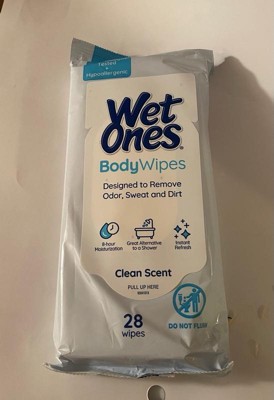 Tested +
Hypoallergenic
Wet
Ones®
BodyWipes
Designed to Remove
Odor, Sweat and Dirt
8-hour
Moisturization
Great Alternative
to a Shower
Instant
Refresh
Clean Scent
PULL UP HERE
28
wipes
DO NOT FLUSH